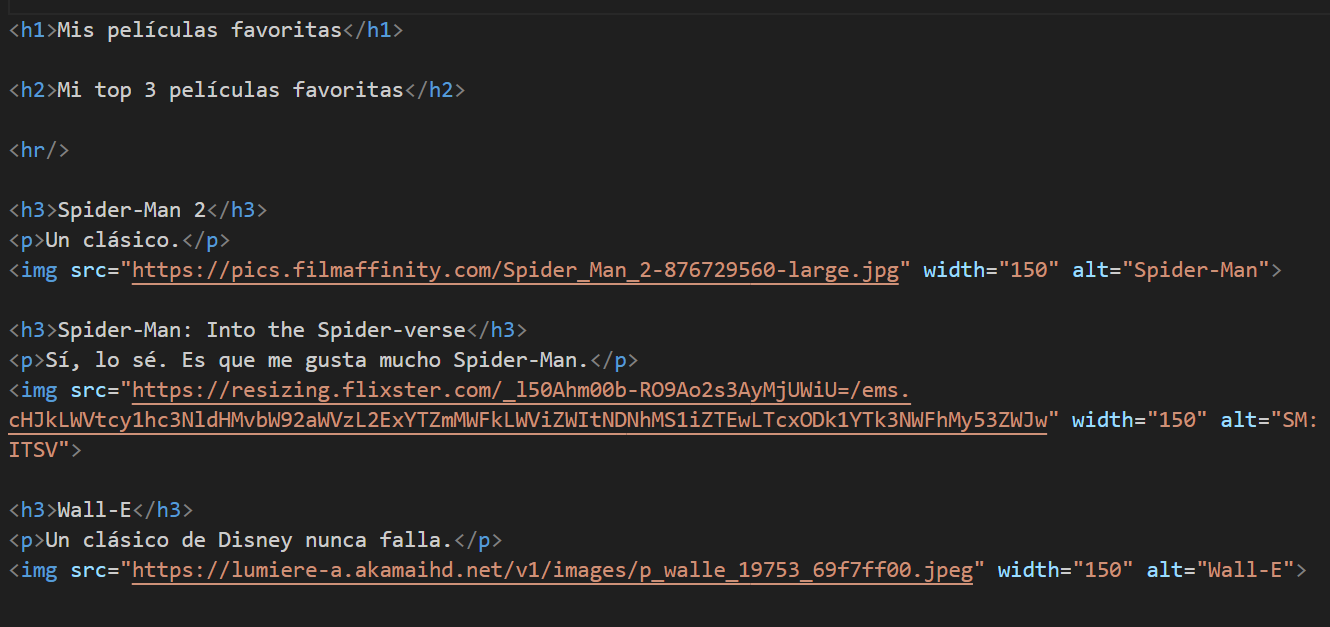 <h1>Mis películas favoritas</h1>
<h2>Mi top 3 películas favoritas</h2>
<hr/>
<h3>Spider-Man 2</h3>
<p>Un clásico.</p>
<img src="https://pics.filmaffinity.com/Spider_Man_2-876729560-large.jpg" width="150" alt="Spider-Man">
<h3>Spider-Man: Into the Spider-verse</h3>
<p>Sí, lo sé. Es que me gusta mucho Spider-Man.</p>
<img src="https://resizing.flixster.com/_l50Ahm00b-RO9Ao2s3AyMjUWiU=/ems.
cHJkLWVtcy1hc3NldHMvbW92aWVzL2ExYTZmMWFkLWViZWItNDNhMS1iZTEwLTcxODk1YTk3NWFhMy53ZWJw" width="150" alt="SM:
ITSV">
<h3>Wall-E</h3>
<p>Un clásico de Disney nunca falla.</p>
<img src="https://lumiere-a.akamaihd.net/v1/images/p_walle_19753_69f7ff00.jpeg" width="150" alt="Wall-E">